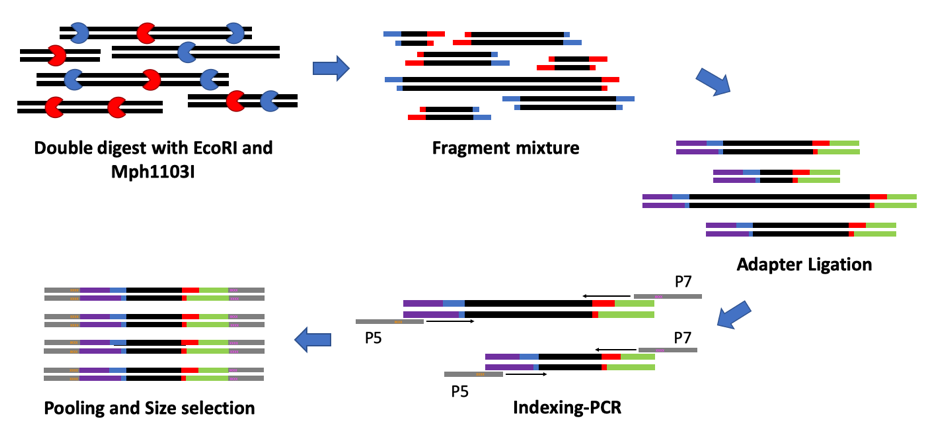 Double digest with EcoRI and
Mph1103I
Fragment mixture
Adapter Ligation
P7
P5
P7
P5
Indexing-PCR
Pooling and Size selection